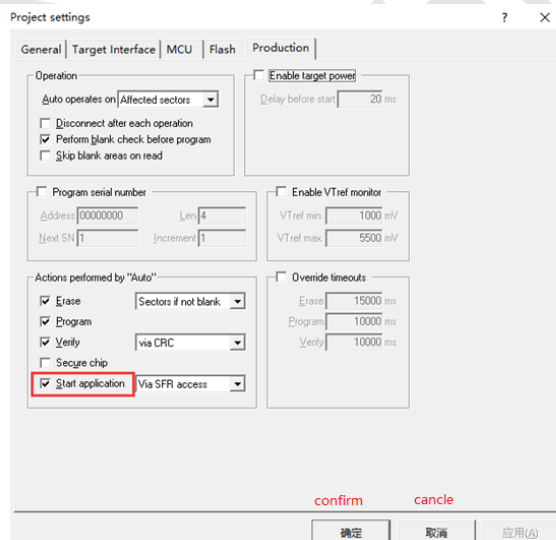 Project settings ? ×
General Target Interface MCU Flash Production
Operation
Auto operates on Affected sectors
Disconnect after each operation
Perform blank check before program
Skip blank areas on read
Enable target power
Delay before start 20 ms
Program serial number
Address 00000000 Len 4
Next SN 1 Increment 1
Enable VTref monitor
VTref min. 1000 mV
VTref max. 5500 mV
Actions performed by "Auto"
Erase Sectors if not blank
Program
Verify via CRC
Secure chip
Start application Via SFR access
Override timeouts
Erase 15000 ms
Program 10000 ms
Verify 10000 ms
confirm cancle
确定 取消 应用(A)